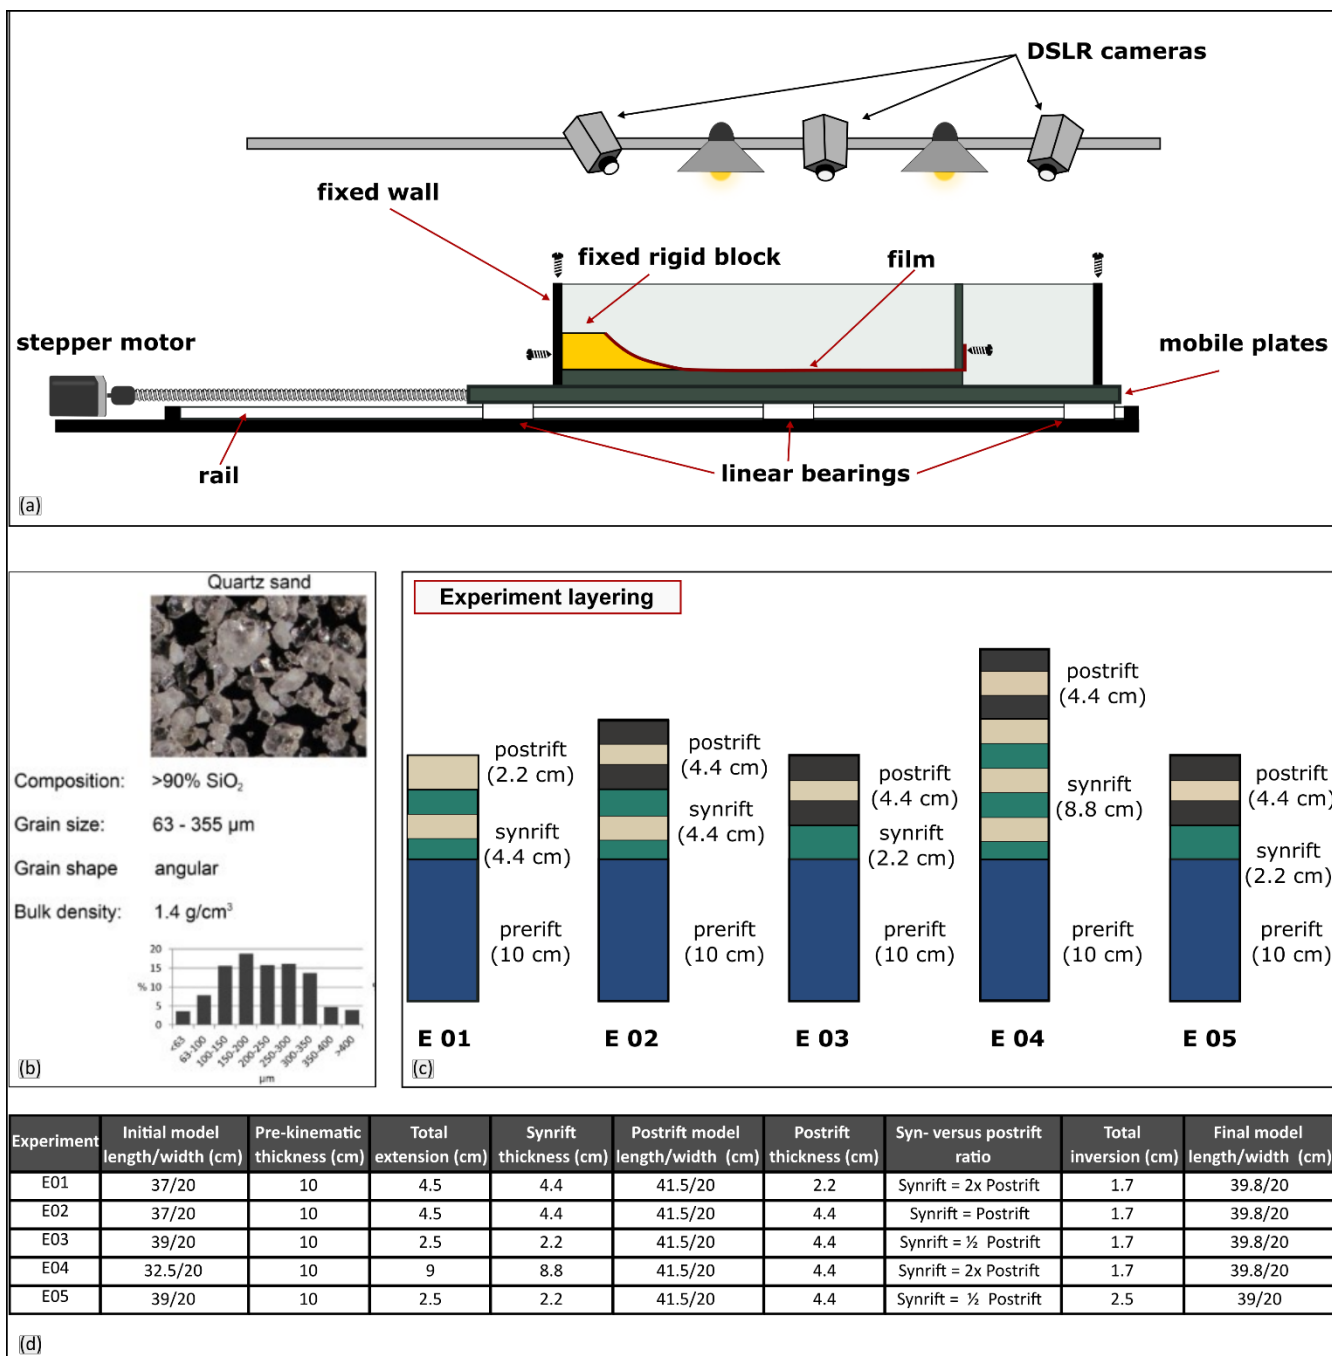 DSLR cameras
fixed wall
fixed rigid block
film
stepper motor
mobile plates
rail
linear bearings
(a)
Quartz sand
Composition: >90% SiO₂
Grain size: 63 - 355 µm
Grain shape angular
Bulk density: 1.4 g/cm³
20
15
% 10
5
0
<63
63-100
100-150
150-200
200-250
250-300
300-350
350-400
>400
µm
(b)
Experiment layering
postrift
(2.2 cm)
synrift
(4.4 cm)
prerift
(10 cm)
E 01
postrift
(4.4 cm)
synrift
(4.4 cm)
prerift
(10 cm)
E 02
postrift
(4.4 cm)
synrift
(2.2 cm)
prerift
(10 cm)
E 03
postrift
(4.4 cm)
synrift
(8.8 cm)
prerift
(10 cm)
E 04
postrift
(4.4 cm)
synrift
(2.2 cm)
prerift
(10 cm)
E 05
(c)
Experiment Initial model length/width (cm) Pre-kinematic thickness (cm) Total extension (cm) Synrift thickness (cm) Postrift model length/width (cm) Postrift thickness (cm) Syn- versus postrift ratio Total inversion (cm) Final model length/width (cm)
E01 37/20 10 4.5 4.4 41.5/20 2.2 Synrift = 2x Postrift 1.7 39.8/20
E02 37/20 10 4.5 4.4 41.5/20 4.4 Synrift = Postrift 1.7 39.8/20
E03 39/20 10 2.5 2.2 41.5/20 4.4 Synrift = ½ Postrift 1.7 39.8/20
E04 32.5/20 10 9 8.8 41.5/20 4.4 Synrift = 2x Postrift 1.7 39.8/20
E05 39/20 10 2.5 2.2 41.5/20 4.4 Synrift = ½ Postrift 2.5 39/20
(d)